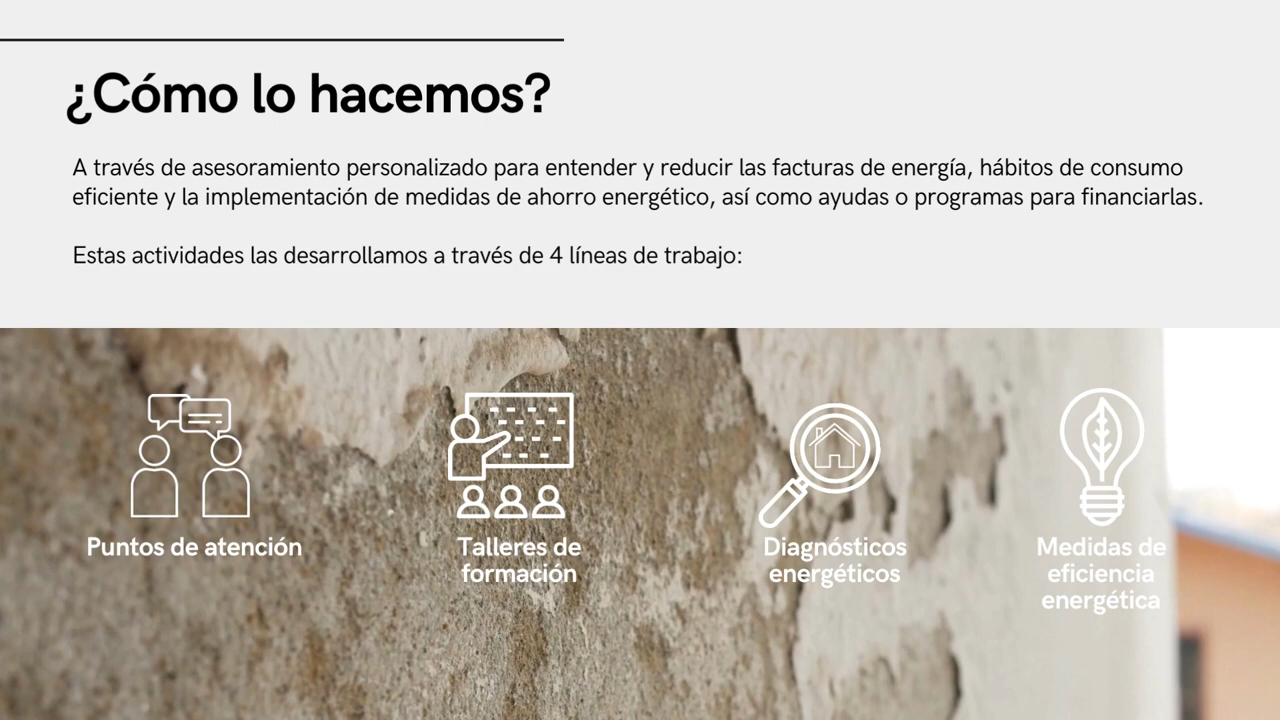 ¿Cómo lo hacemos?
A través de asesoramiento personalizado para entender y reducir las facturas de energía, hábitos de consumo
eficiente y la implementación de medidas de ahorro energético, así como ayudas o programas para financiarlas.
Estas actividades las desarrollamos a través de 4 líneas de trabajo:
Puntos de atención
Talleres de
formación
Diagnósticos
energéticos
Medidas de
eficiencia
energética